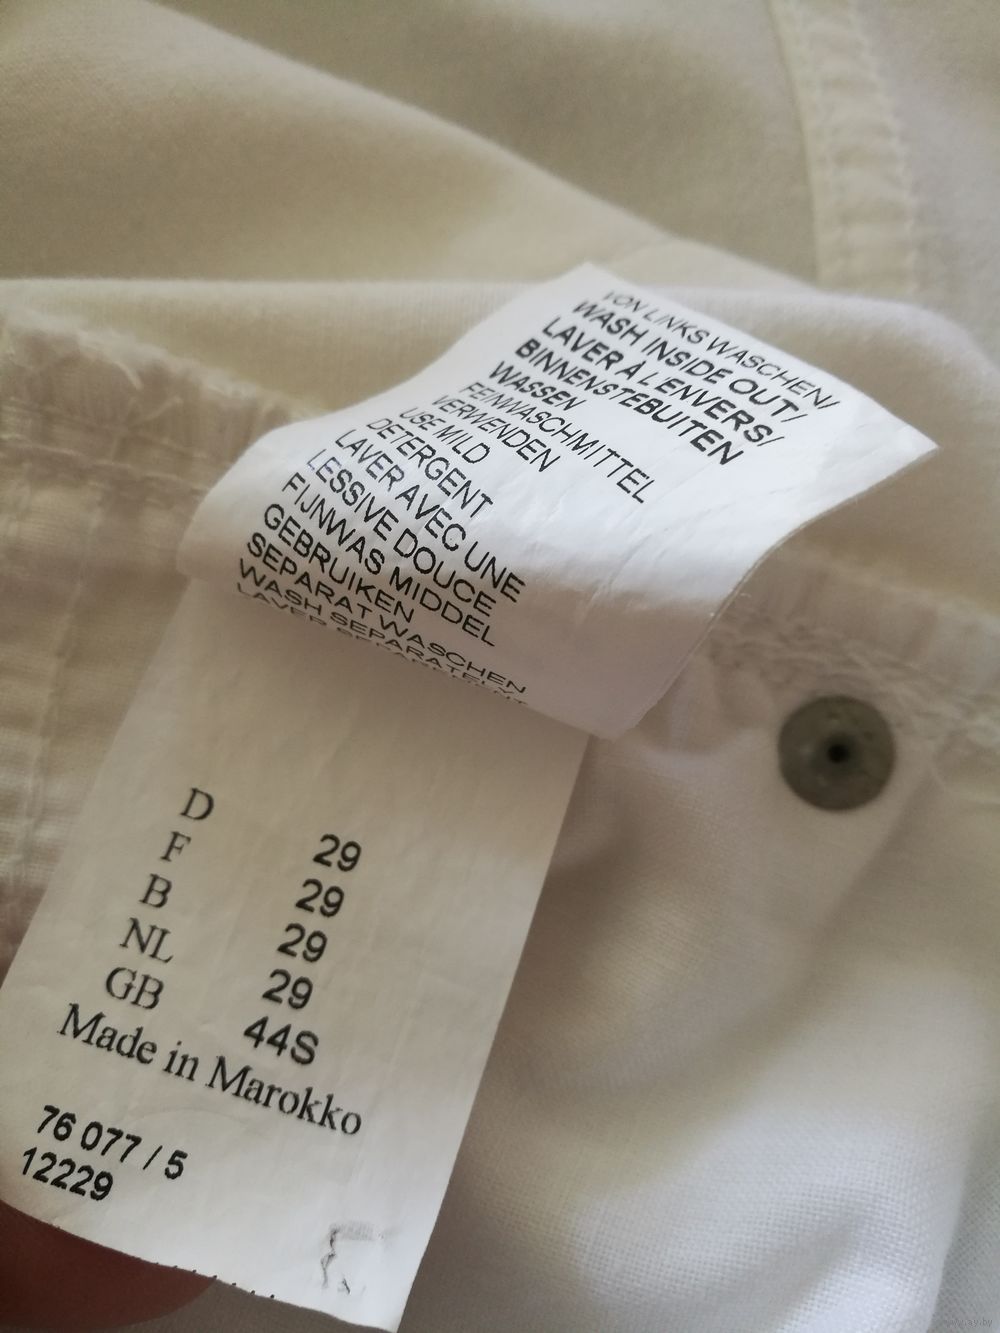 VON LINKS WASCHEN/
WASH INSIDE OUT/
LAVER À L ENVERS/
BINNENSTEBUITEN
WASSEN
FEINWASCHMITTEL
VERWENDEN
USE MILD
DETERGENT
LAVER AVEC UNE
LESSIVE DOUCE
FIJNWAS MIDDEL
GEBRUIKEN
SEPARAT WASCHEN
WASH SEPARATELY
LAVER
D 29
F 29
B 29
NL 29
GB 44S
Made in Marokko
76 077 / 5
12229